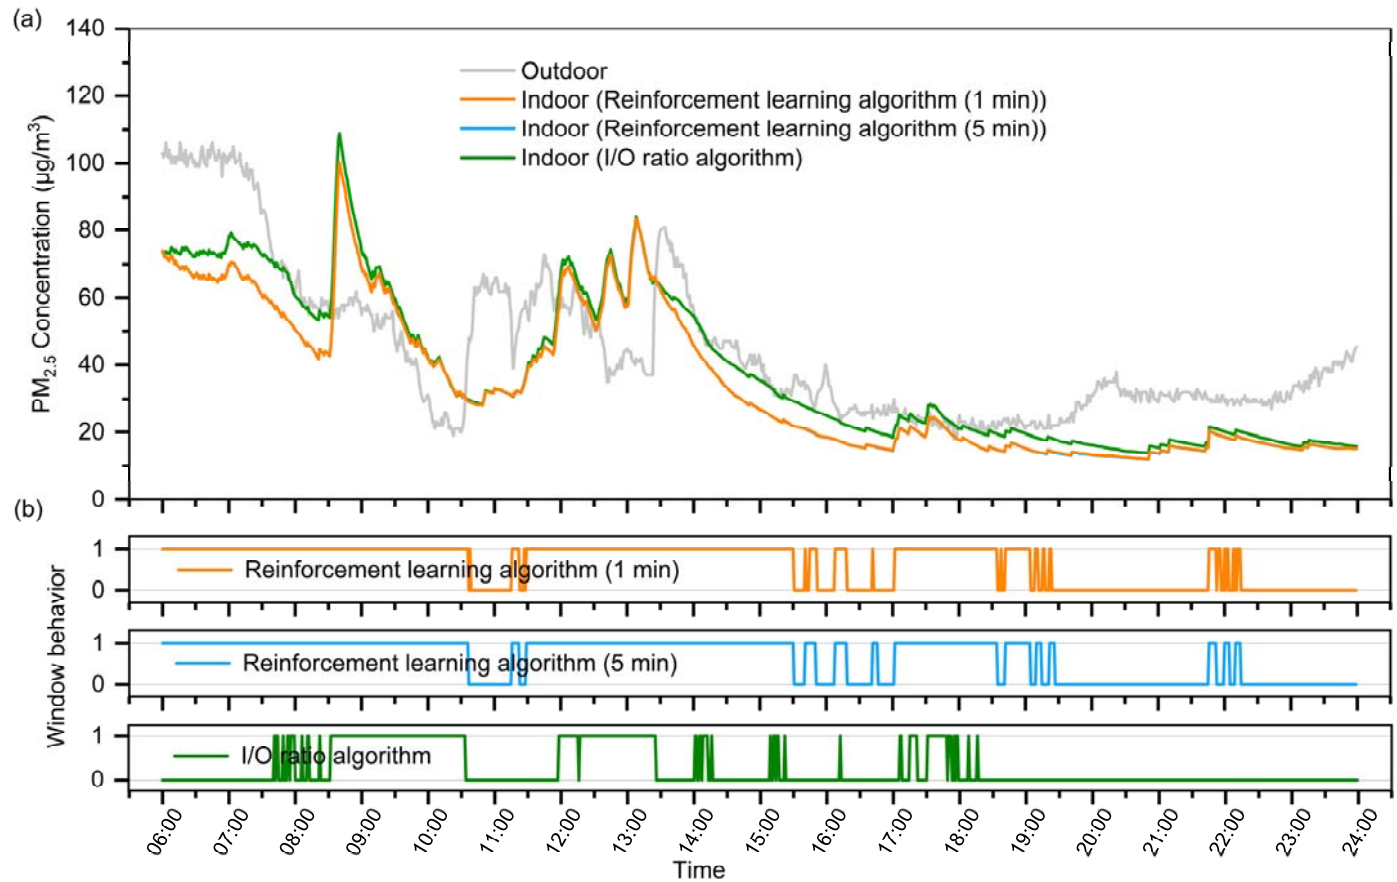 (a)
140
120
100
80
60
40
20
0
PM2.5 Concentration (μg/m³)
Outdoor
Indoor (Reinforcement learning algorithm (1 min))
Indoor (Reinforcement learning algorithm (5 min))
Indoor (I/O ratio algorithm)
(b)
Window behavior
1
0
Reinforcement learning algorithm (1 min)
1
0
Reinforcement learning algorithm (5 min)
1
0
I/O ratio algorithm
06:00 07:00 08:00 09:00 10:00 11:00 12:00 13:00 14:00 15:00 16:00 17:00 18:00 19:00 20:00 21:00 22:00 23:00 24:00
Time